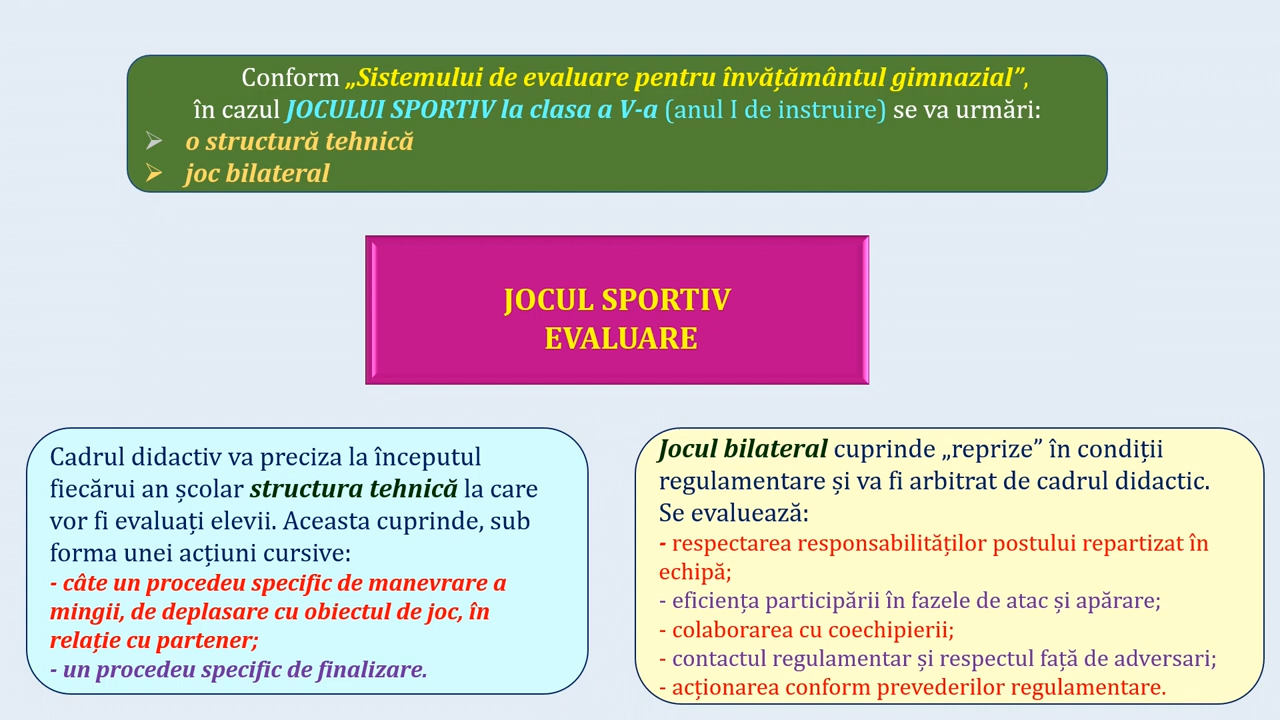 Conform „Sistemului de evaluare pentru învățământul gimnazial”,
în cazul JOCULUI SPORTIV la clasa a V-a (anul I de instruire) se va urmări:
➢ o structură tehnică
➢ joc bilateral
JOCUL SPORTIV
EVALUARE
Cadrul didactiv va preciza la începutul
fiecărui an școlar structura tehnică la care
vor fi evaluați elevii. Aceasta cuprinde, sub
forma unei acțiuni cursive:
- câte un procedeu specific de manevrare a
mingii, de deplasare cu obiectul de joc, în
relație cu partener;
- un procedeu specific de finalizare.
Jocul bilateral cuprinde „reprize” în condiții
regulamentare și va fi arbitrat de cadrul didactic.
Se evaluează:
- respectarea responsabilităților postului repartizat în
echipă;
- eficiența participării în fazele de atac și apărare;
- colaborarea cu coechipierii;
- contactul regulamentar și respectul față de adversari;
- acționarea conform prevederilor regulamentare.